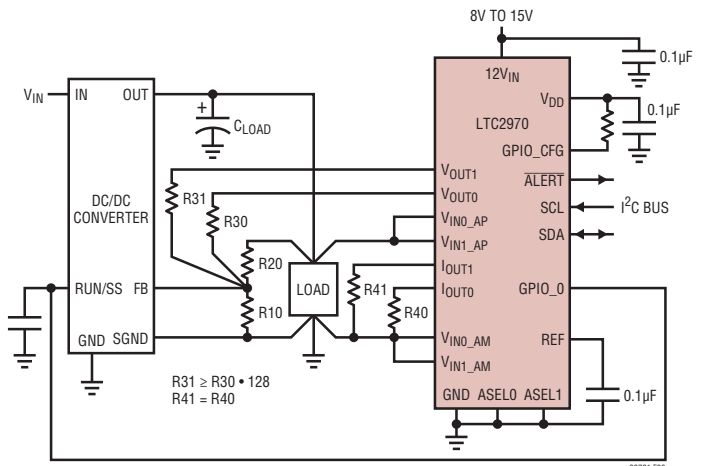 8V TO 15V
0.1µF
12VIN
VIN
IN
OUT
+
CLOAD
VDD
0.1µF
LTC2970
GPIO_CFG
VOUT1
ALERT
R31
VOUT0
DC/DC
CONVERTER
R30
VIN0_AP
SCL
I2C BUS
VIN1_AP
SDA
R20
IOUT1
RUN/SS
FB
LOAD
R41
IOUT0
GPIO_0
R10
R40
GND
SGND
VIN0_AM
REF
VIN1_AM
R31 ≥ R30 • 128
R41 = R40
GND
ASEL0
ASEL1
0.1µF